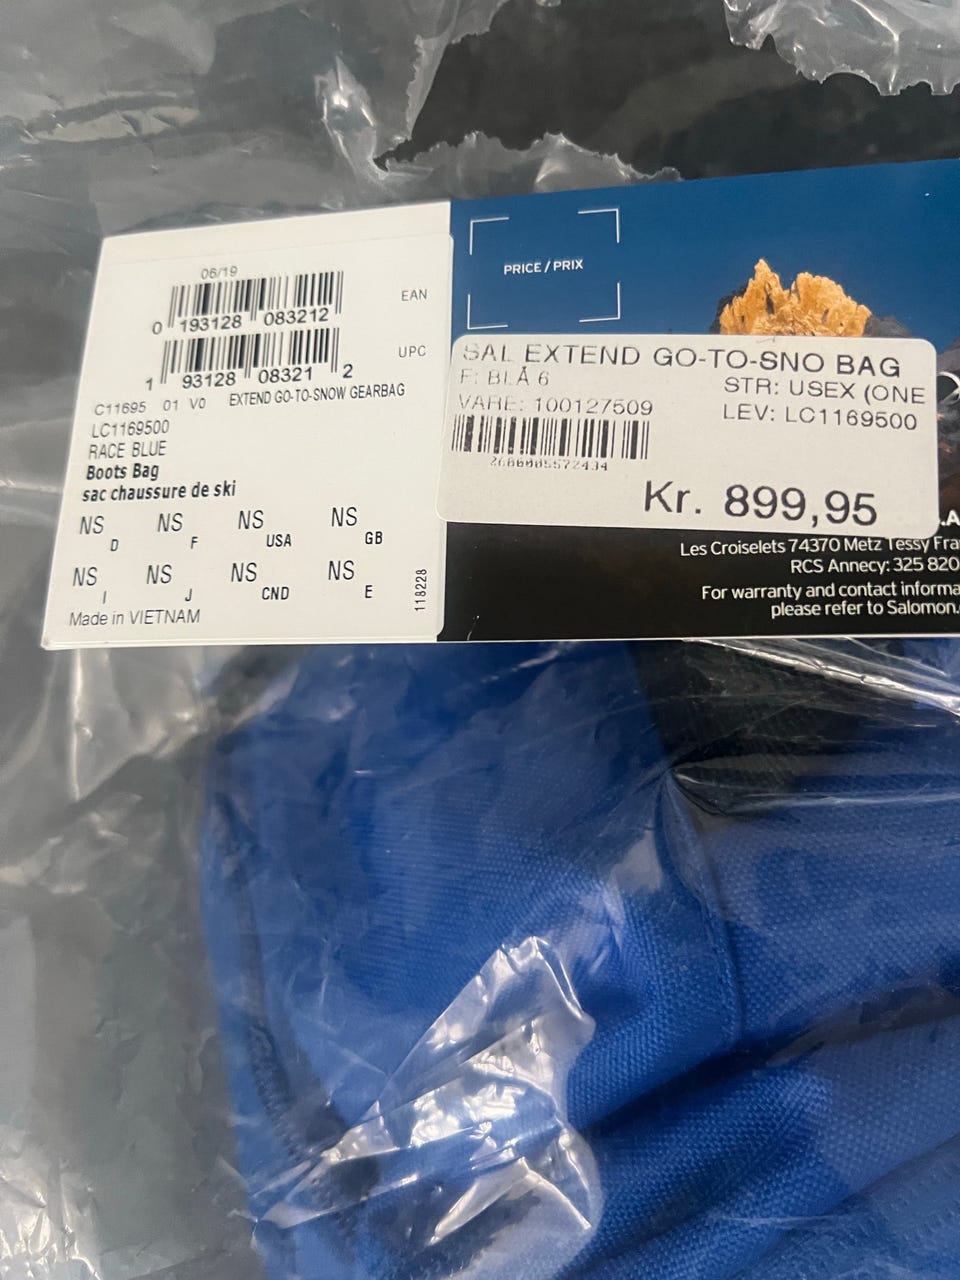 06/19
EAN
0 193128 083212
UPC
1 93128 08321 2
C11695 01 V0 EXTEND GO-TO-SNOW GEARBAG
LC1169500
RACE BLUE
Boots Bag
sac chaussure de ski
NS D NS F NS USA NS GB
NS I NS J NS CND NS E
118228
Made in VIETNAM
PRICE / PRIX
SAL EXTEND GO-TO-SNO BAG
F: BLÅ 6
STR: USEX (ONE
VARE: 100127509
LEV: LC1169500
Kr. 899,95
Les Croiselets 74370 Metz Tessy Fra
RCS Annecy: 325 820
For warranty and contact informa
please refer to Salomon.